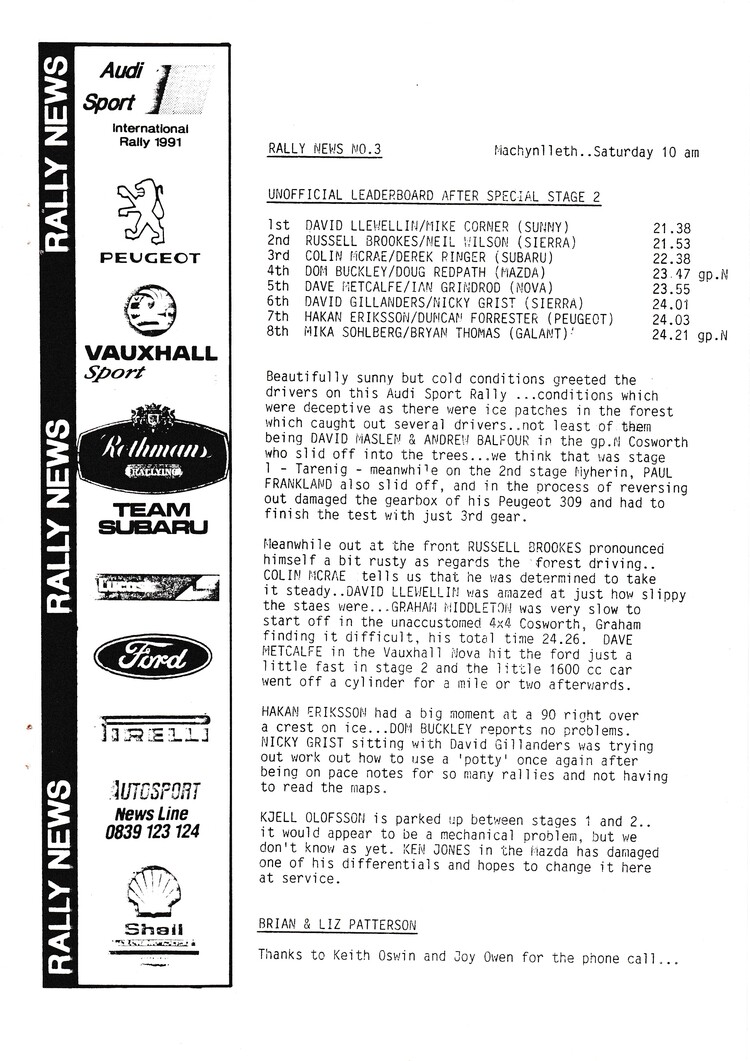 RALLY NEWS
RALLY NEWS
RALLY NEWS
Audi
Sport
International
Rally 1991
PEUGEOT
VAUXHALL
Sport
Rothmans
RALLYING
TEAM
SUBARU
LUCAS
Ford
PIRELLI
AUTOSPORT
News Line
0839 123 124
Shell
RALLY NEWS NO.3 Machynlleth..Saturday 10 am
UNOFFICIAL LEADERBOARD AFTER SPECIAL STAGE 2
1st DAVID LLEWELLIN/MIKE CORNER (SUNNY) 21.38
2nd RUSSELL BROOKES/NEIL WILSON (SIERRA) 21.53
3rd COLIN MCRAE/DEREK RINGER (SUBARU) 22.38
4th DOM BUCKLEY/DOUG REDPATH (MAZDA) 23.47 gp.N
5th DAVE METCALFE/IAN GRINDROD (NOVA) 23.55
6th DAVID GILLANDERS/NICKY GRIST (SIERRA) 24.01
7th HAKAN ERIKSSON/DUNCAN FORRESTER (PEUGEOT) 24.03
8th MIKA SOHLBERG/BRYAN THOMAS (GALANT) 24.21 gp.N
Beautifully sunny but cold conditions greeted the
drivers on this Audi Sport Rally ...conditions which
were deceptive as there were ice patches in the forest
which caught out several drivers..not least of them
being DAVID MASLEN & ANDREW BALFOUR in the gp.N Cosworth
who slid off into the trees...we think that was stage
1 - Tarenig - meanwhile on the 2nd stage Myherin, PAUL
FRANKLAND also slid off, and in the process of reversing
out damaged the gearbox of his Peugeot 309 and had to
finish the test with just 3rd gear.
Meanwhile out at the front RUSSELL BROOKES pronounced
himself a bit rusty as regards the forest driving..
COLIN MCRAE tells us that he was determined to take
it steady..DAVID LLEWELLIN was amazed at just how slippy
the staes were...GRAHAM MIDDLETON was very slow to
start off in the unaccustomed 4x4 Cosworth, Graham
finding it difficult, his total time 24.26. DAVE
METCALFE in the Vauxhall Nova hit the ford just a
little fast in stage 2 and the little 1600 cc car
went off a cylinder for a mile or two afterwards.
HAKAN ERIKSSON had a big moment at a 90 right over
a crest on ice...DOM BUCKLEY reports no problems.
NICKY GRIST sitting with David Gillanders was trying
out work out how to use a 'potty' once again after
being on pace notes for so many rallies and not having
to read the maps.
KJELL OLOFSSON is parked up between stages 1 and 2..
it would appear to be a mechanical problem, but we
don't know as yet. KEN JONES in the Mazda has damaged
one of his differentials and hopes to change it here
at service.
BRIAN & LIZ PATTERSON
Thanks to Keith Oswin and Joy Owen for the phone call...